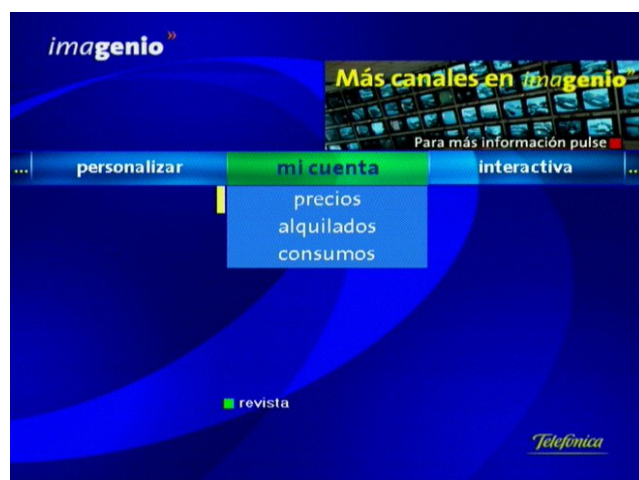 imagenio»
Más canales en imagenio»
Para más información pulse
... personalizar mi cuenta interactiva ..
precios
alquilados
consumos
revista
Telefónica